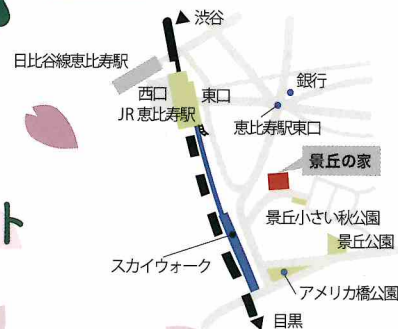 渋谷
日比谷線恵比寿駅
西口
東口
JR恵比寿駅
銀行
恵比寿駅東口
景丘の家
景丘小さい秋公園
景丘公園
スカイウォーク
アメリカ橋公園
目黒
ト